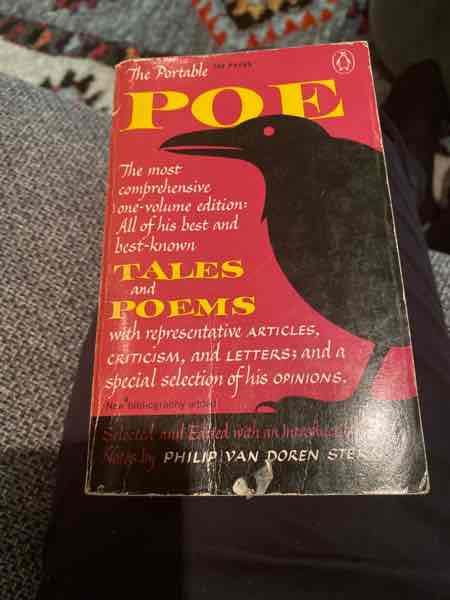 The Portable
POE
The most
comprehensive
one-volume edition:
All of his best and
best-known
TALES
and
POEMS
with representative ARTICLES,
CRITICISM, and LETTERS; and a
special selection of his OPINIONS.
New bibliography added
Selected and Edited with an
Notes by PHILIP VAN DOREN